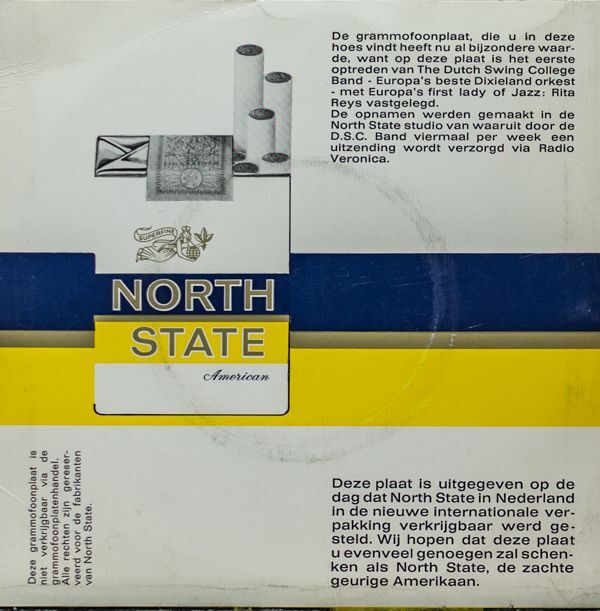 De grammofoonplaat, die u in deze
hoes vindt heeft nu al bijzondere waar-
de, want op deze plaat is het eerste
optreden van The Dutch Swing College
Band - Europa's beste Dixieland orkest
- met Europa's first lady of Jazz: Rita
Reys vastgelegd.
De opnamen werden gemaakt in de
North State studio van waaruit door de
D.S.C. Band viermaal per week een
uitzending wordt verzorgd via Radio
Veronica.
SUPERFINE
NORTH
STATE
American
Deze grammofoonplaat is
niet verkrijgbaar via de
grammofoonplatenhandel.
Alle rechten zijn gereser-
veerd voor de fabrikanten
van North State.
Deze plaat is uitgegeven op de
dag dat North State in Nederland
in de nieuwe internationale ver-
pakking verkrijgbaar werd ge-
steld. Wij hopen dat deze plaat
u evenveel genoegen zal schen-
ken als North State, de zachte
geurige Amerikaan.